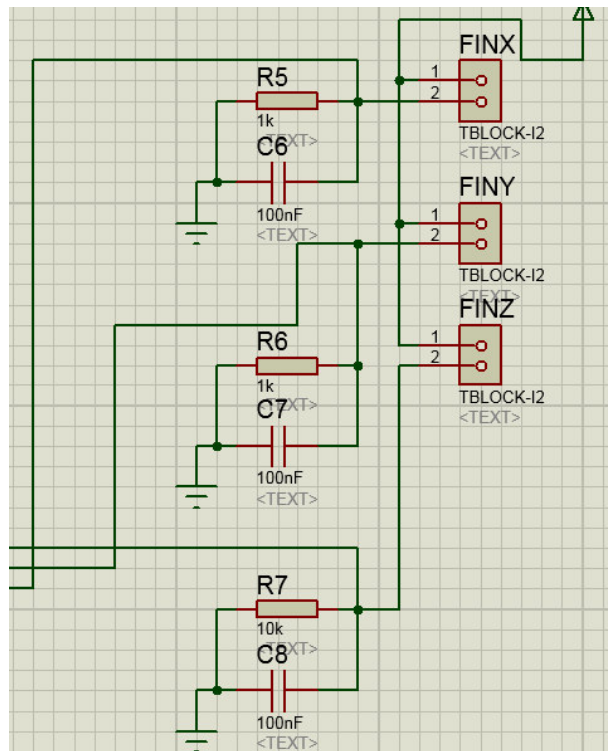 FINX
1
2
TBLOCK-I2
<TEXT>
R5
1k
<TEXT>
C6
100nF
<TEXT>
FINY
1
2
TBLOCK-I2
<TEXT>
FINZ
1
2
TBLOCK-I2
<TEXT>
R6
1k
<TEXT>
C7
100nF
<TEXT>
R7
10k
<TEXT>
C8
100nF
<TEXT>